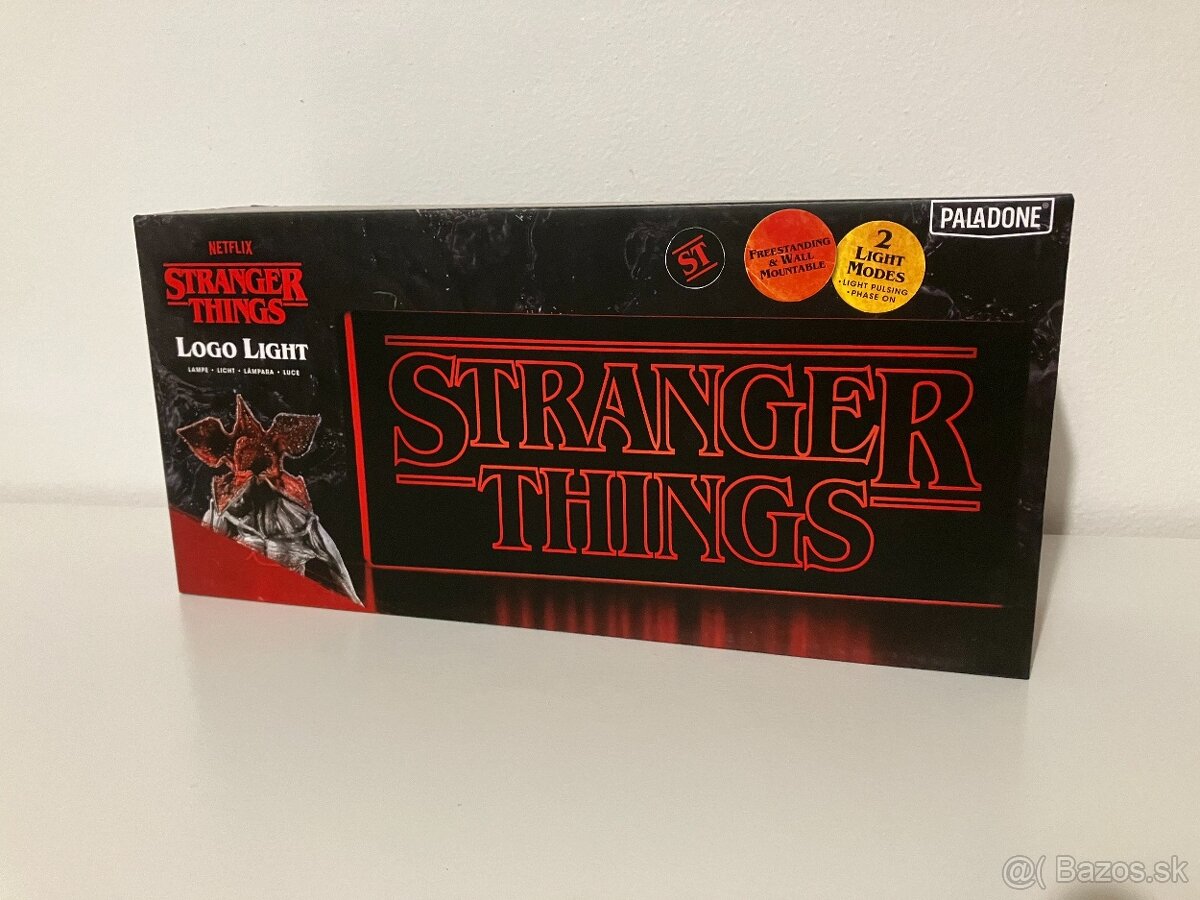 NETFLIX
STRANGER
THINGS
LOGO LIGHT
LAMPE · LICHT · LÁMPARA · LUCE
ST
FREESTANDING
& WALL
MOUNTABLE
2
LIGHT
MODES
• LIGHT PULSING
• PHASE ON
PALADONE®
STRANGER
THINGS
@( Bazos.sk